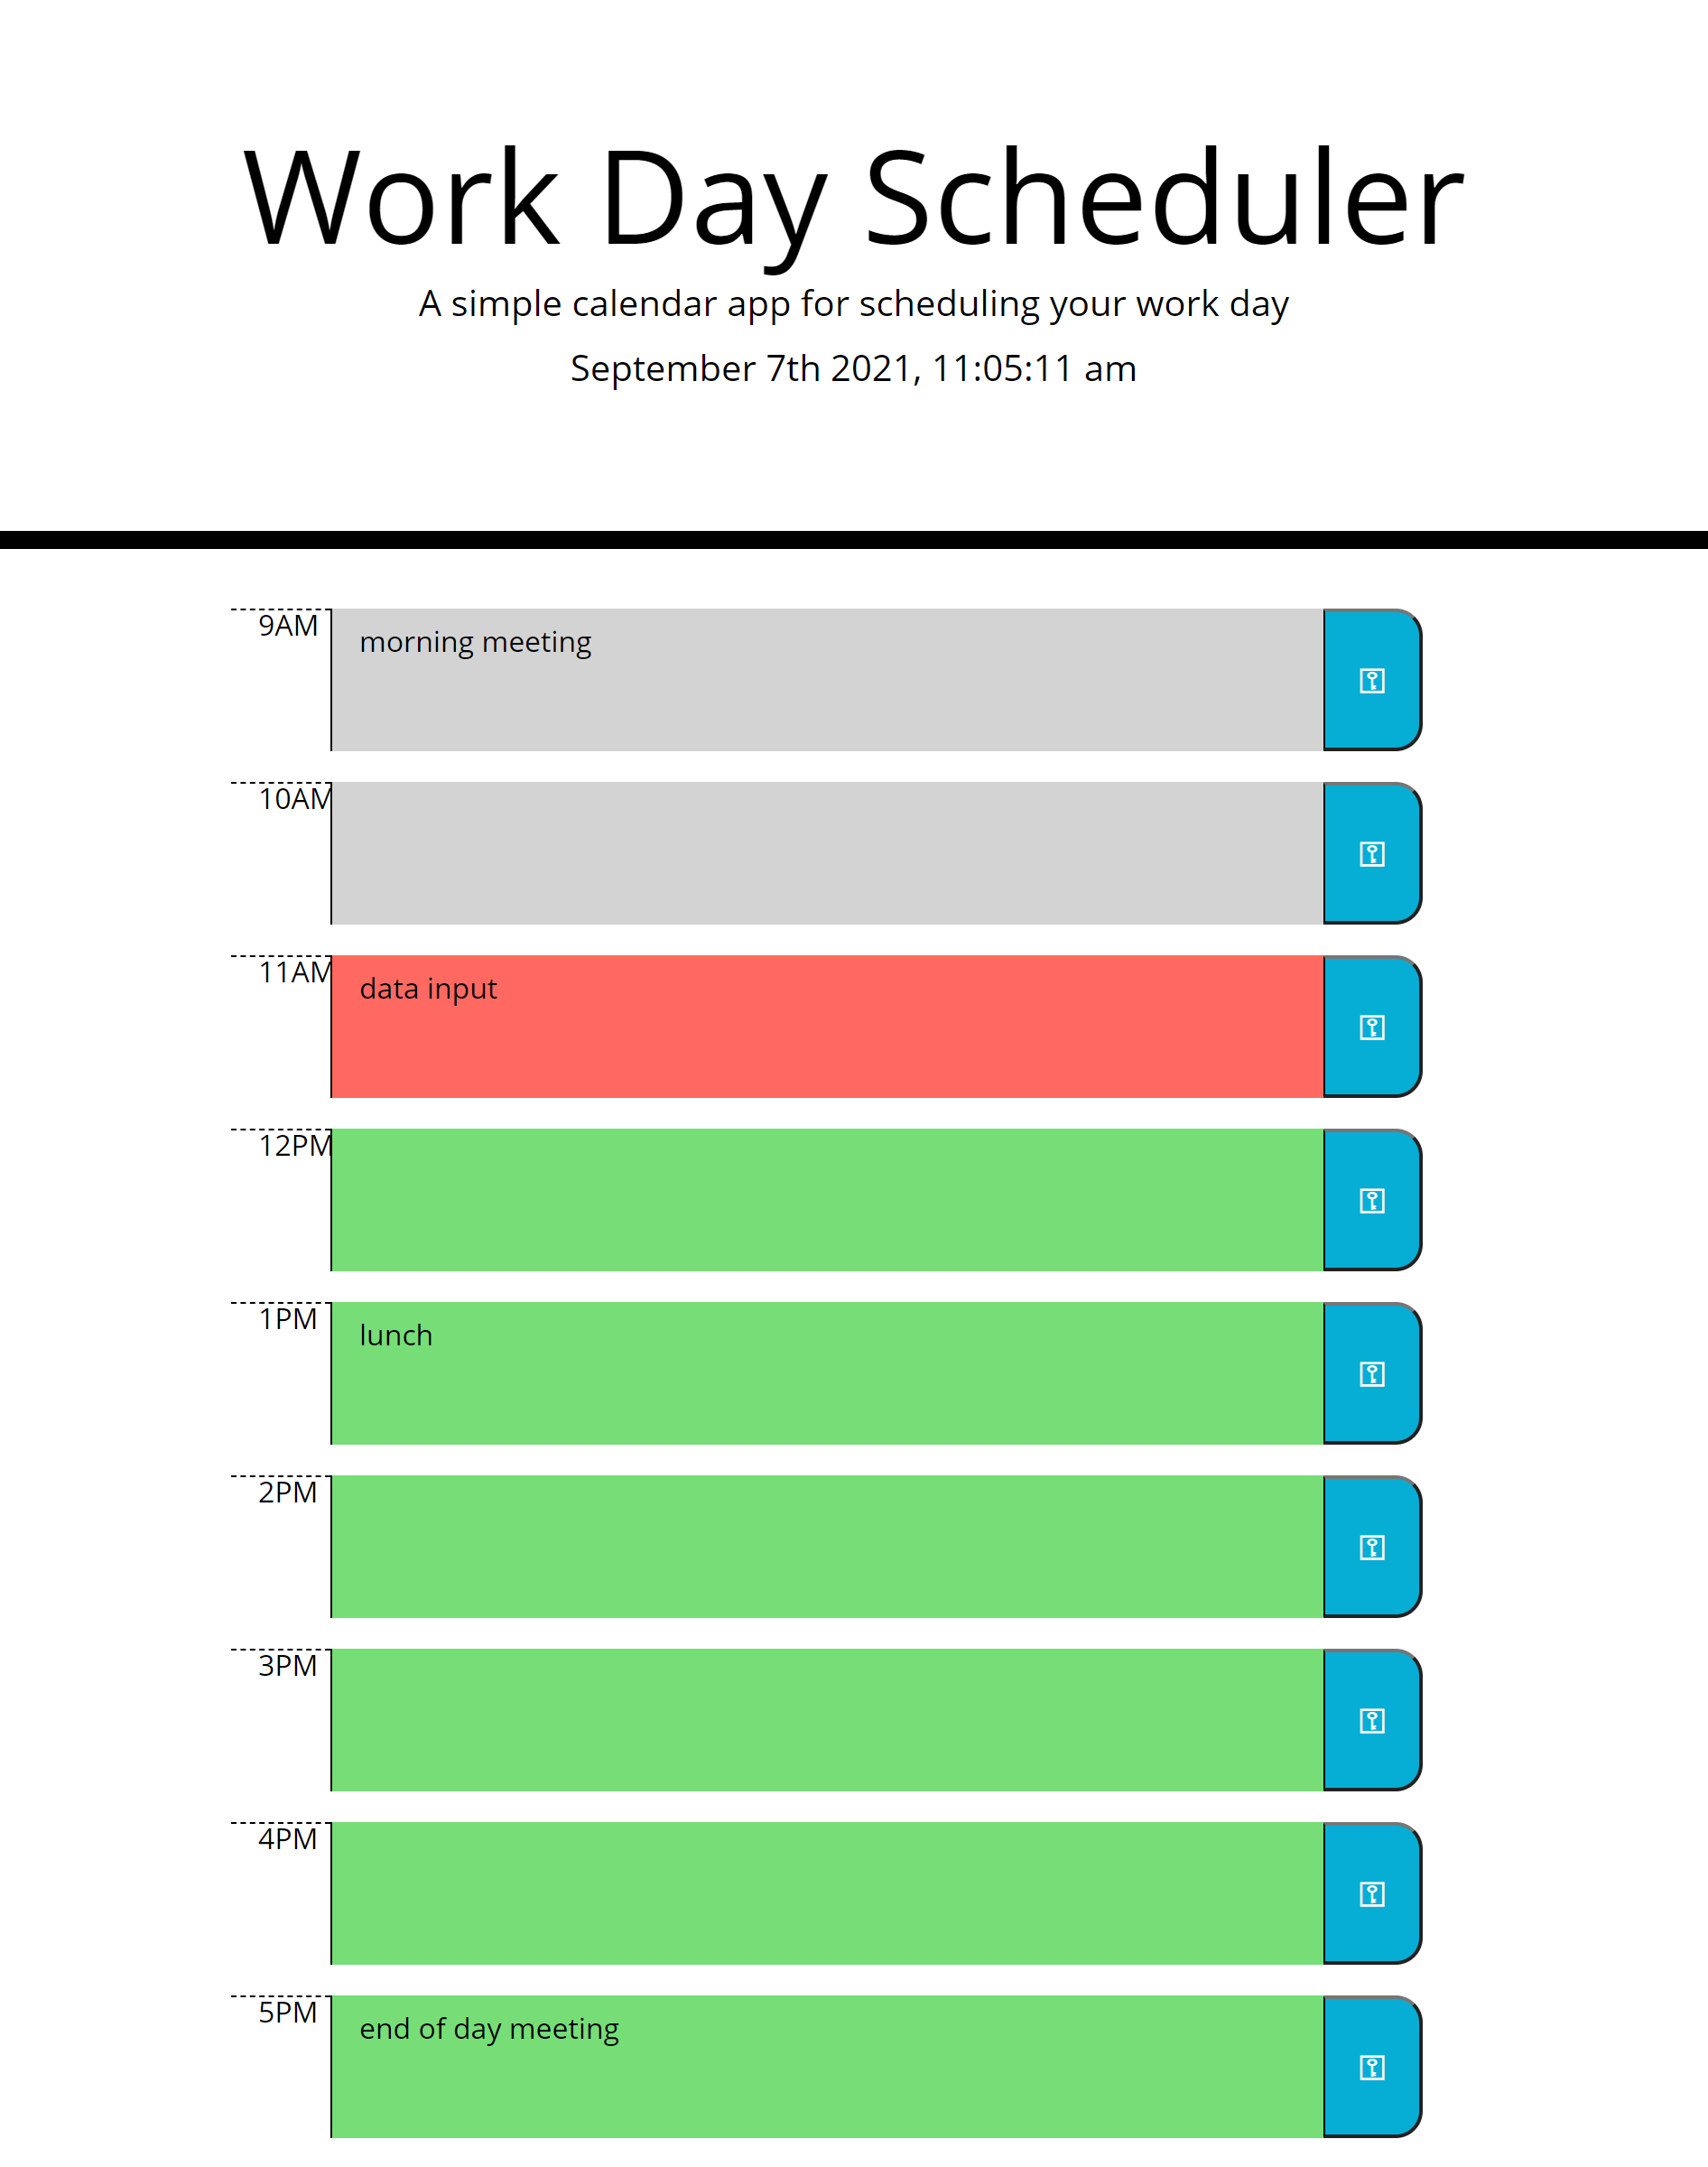 Work Day Scheduler
A simple calendar app for scheduling your work day
September 7th 2021, 11:05:11 am
9AM morning meeting
10AM
11AM data input
12PM
1PM lunch
2PM
3PM
4PM
5PM end of day meeting